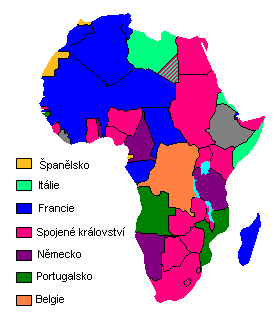 Španělsko
Itálie
Francie
Spojené království
Německo
Portugalsko
Belgie